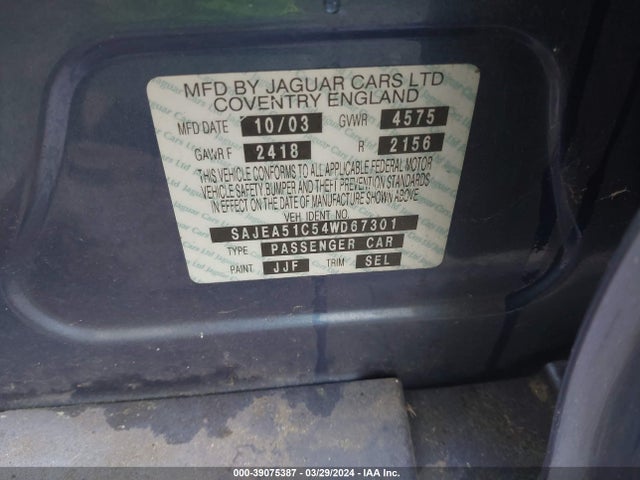 MFD BY JAGUAR CARS LTD
COVENTRY ENGLAND
MFD DATE 10/03 GVWR 4575
GAWR F 2418 R 2156
THIS VEHICLE CONFORMS TO ALL APPLICABLE FEDERAL MOTOR
VEHICLE SAFETY, BUMPER AND THEFT PREVENTION STANDARDS
IN EFFECT ON THE DATE OF MANUFACTURE SHOWN ABOVE
VEH. IDENT NO.
SAJEA51C54WD67301
TYPE PASSENGER CAR
PAINT JJF TRIM SEL
000-39075387 | 03/29/2024 | IAA Inc.